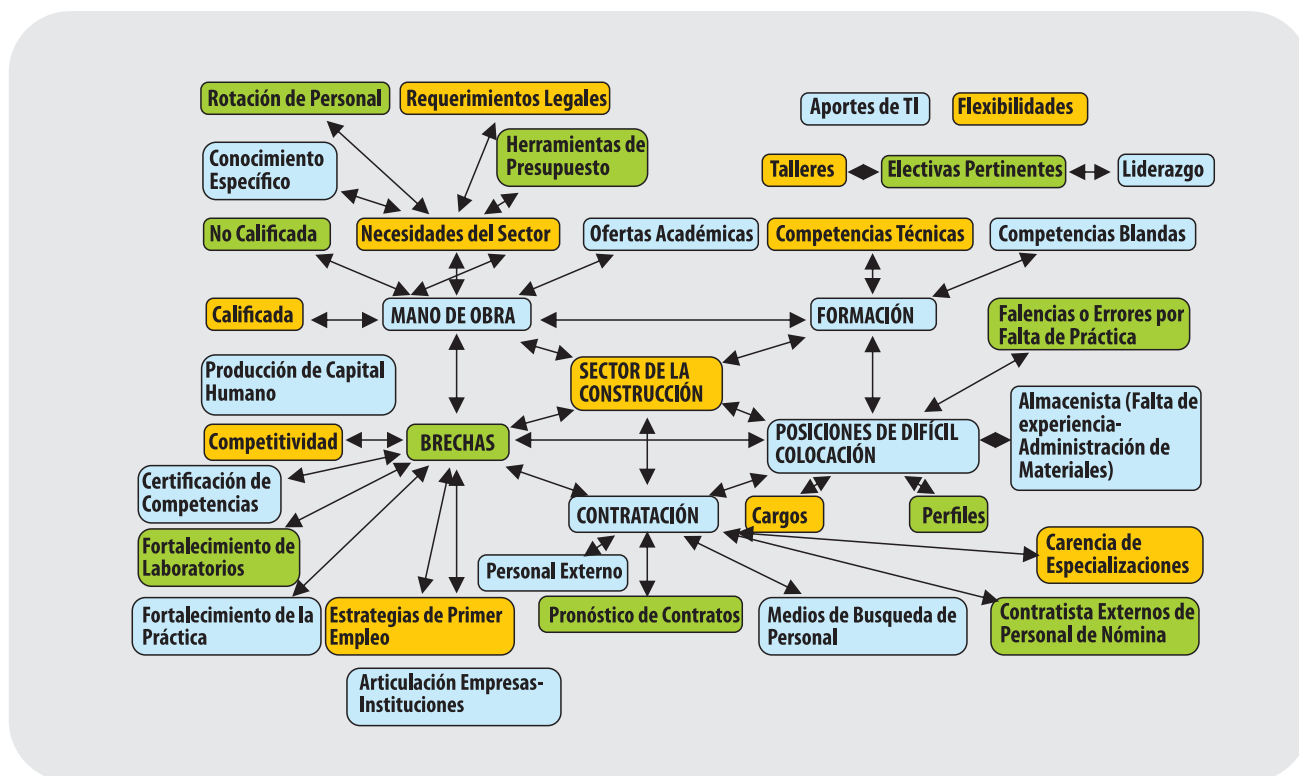 Rotación de Personal
Requerimientos Legales
Aportes de TI
Flexibilidades
Conocimiento
Específico
Herramientas de
Presupuesto
Talleres
Electivas Pertinentes
Liderazgo
No Calificada
Necesidades del Sector
Ofertas Académicas
Competencias Técnicas
Competencias Blandas
Calificada
MANO DE OBRA
FORMACIÓN
Falencias o Errores por
Falta de Práctica
Producción de Capital
Humano
SECTOR DE LA
CONSTRUCCIÓN
Almacenista (Falta de
experiencia-
Administración de
Materiales)
Competitividad
BRECHAS
POSICIONES DE DIFÍCIL
COLOCACIÓN
Certificación de
Competencias
CONTRATACIÓN
Cargos
Perfiles
Fortalecimiento de
Laboratorios
Personal Externo
Carencia de
Especializaciones
Fortalecimiento de la
Práctica
Estrategias de Primer
Empleo
Pronóstico de Contratos
Medios de Busqueda de
Personal
Contratista Externos de
Personal de Nómina
Articulación Empresas-
Instituciones